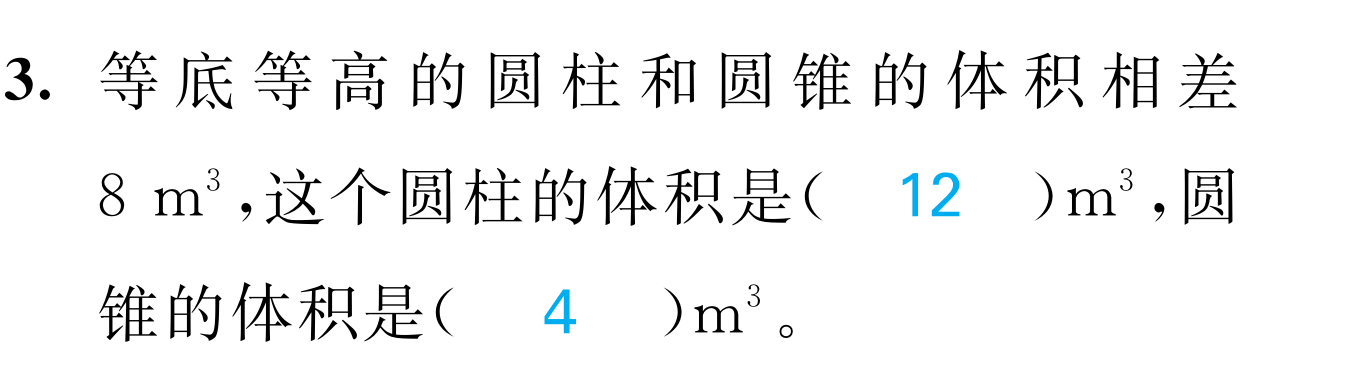 3. 等底等高的圆柱和圆锥的体积相差
8 m³,这个圆柱的体积是( 12 )m³,圆
锥的体积是( 4 )m³。